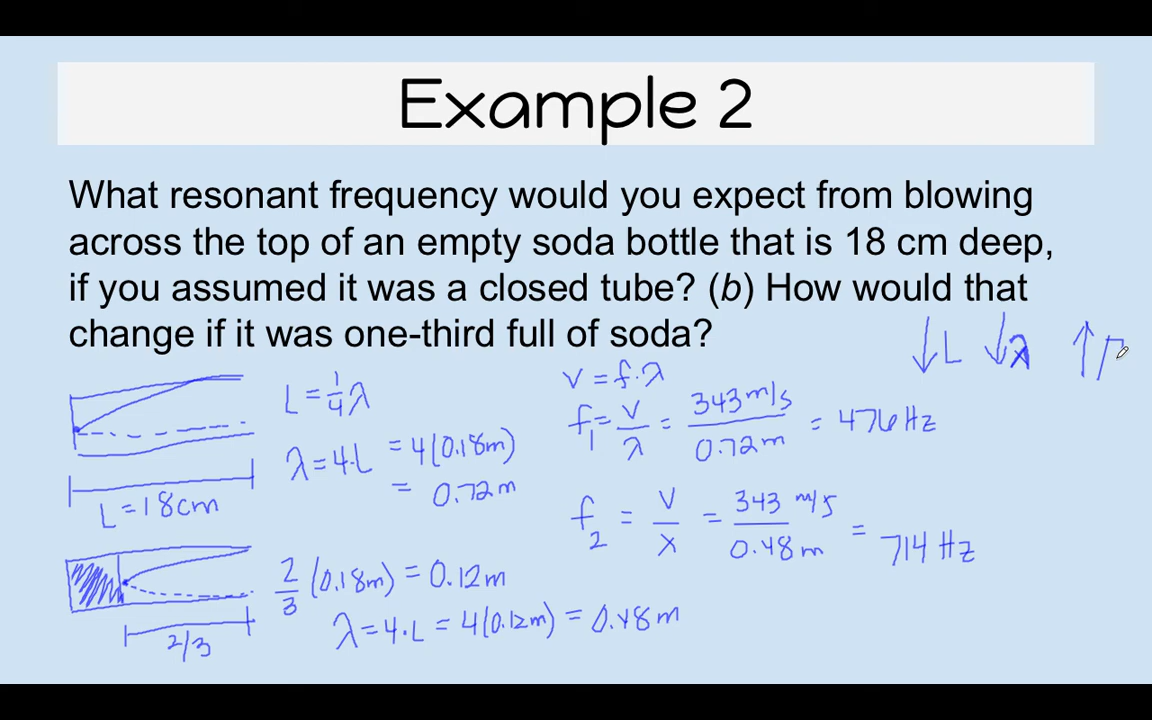 Example 2
What resonant frequency would you expect from blowing
across the top of an empty soda bottle that is 18 cm deep,
if you assumed it was a closed tube? (b) How would that
change if it was one-third full of soda?
↓L ↓λ ↑
L = 1/4 λ
λ = 4·L = 4(0.18m)
= 0.72m
L = 18cm
v = f·λ
f1 = v/λ = 343 m/s / 0.72m = 476 Hz
f2 = v/λ = 343 m/s / 0.48m = 714 Hz
2/3 (0.18m) = 0.12m
λ = 4·L = 4(0.12m) = 0.48m
2/3